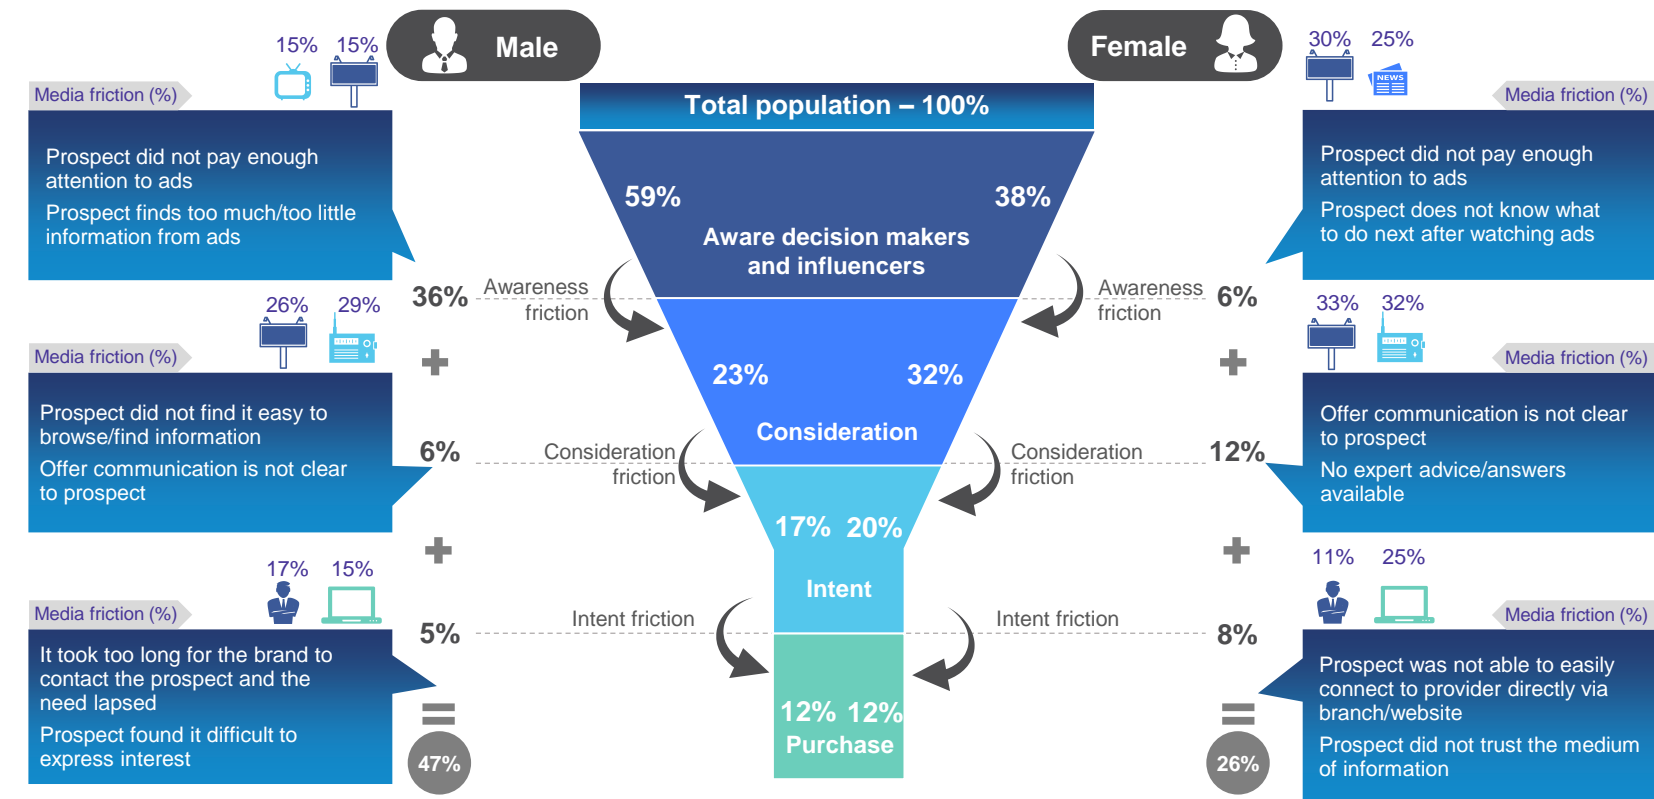 Male
Female
Total population – 100%
15% 15%
Media friction (%)
Prospect did not pay enough
attention to ads
Prospect finds too much/too little
information from ads
30% 25%
NEWS
Media friction (%)
Prospect did not pay enough
attention to ads
Prospect does not know what
to do next after watching ads
59% 38%
Aware decision makers
and influencers
36%
Awareness
friction
Awareness
friction
6%
26% 29%
Media friction (%)
Prospect did not find it easy to
browse/find information
Offer communication is not clear
to prospect
33% 32%
Media friction (%)
Offer communication is not clear
to prospect
No expert advice/answers
available
23% 32%
Consideration
6%
Consideration
friction
Consideration
friction
12%
17% 20%
Intent
17% 15%
Media friction (%)
It took too long for the brand to
contact the prospect and the
need lapsed
Prospect found it difficult to
express interest
11% 25%
Media friction (%)
Prospect was not able to easily
connect to provider directly via
branch/website
Prospect did not trust the medium
of information
5%
Intent friction
Intent friction
8%
12% 12%
Purchase
47%
26%